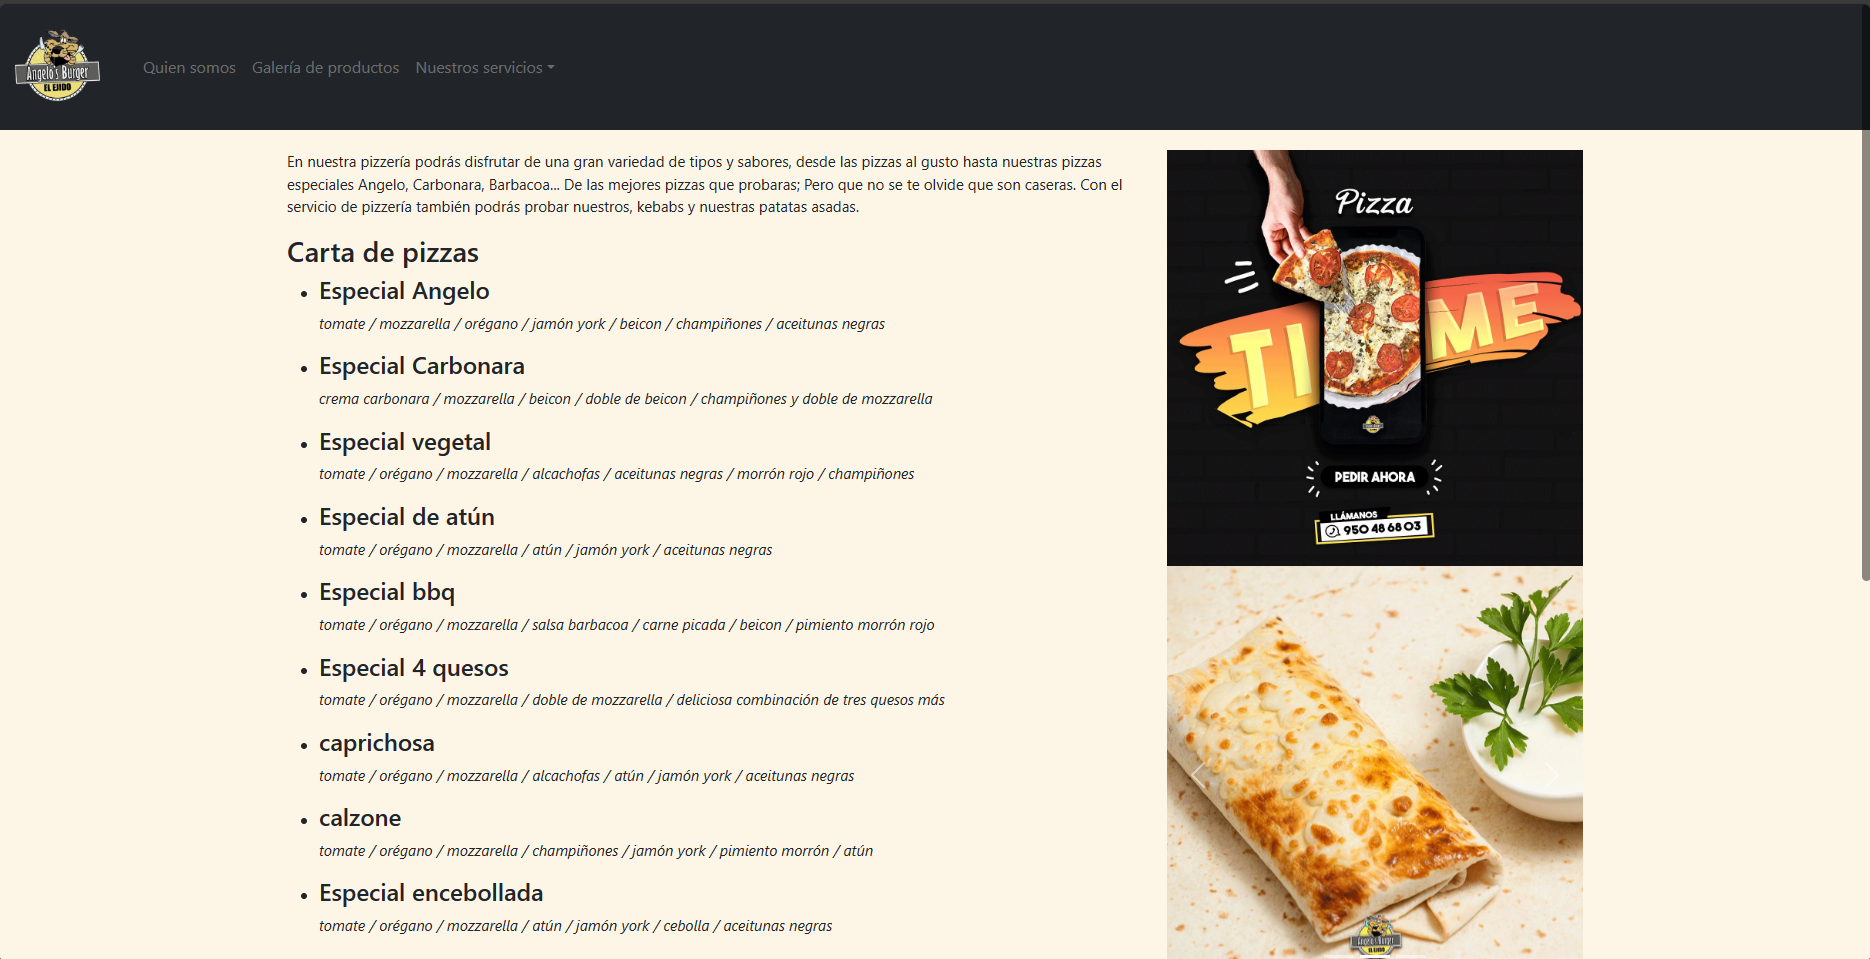 Angelo's Burger
EL EJIDO
Quien somos
Galería de productos
Nuestros servicios
En nuestra pizzería podrás disfrutar de una gran variedad de tipos y sabores, desde las pizzas al gusto hasta nuestras pizzas
especiales Angelo, Carbonara, Barbacoa... De las mejores pizzas que probaras; Pero que no se te olvide que son caseras. Con el
servicio de pizzería también podrás probar nuestros, kebabs y nuestras patatas asadas.
Carta de pizzas
Especial Angelo
tomate / mozzarella / orégano / jamón york / beicon / champiñones / aceitunas negras
Especial Carbonara
crema carbonara / mozzarella / beicon / doble de beicon / champiñones y doble de mozzarella
Especial vegetal
tomate / orégano / mozzarella / alcachofas / aceitunas negras / morrón rojo / champiñones
Especial de atún
tomate / orégano / mozzarella / atún / jamón york / aceitunas negras
Especial bbq
tomate / orégano / mozzarella / salsa barbacoa / carne picada / beicon / pimiento morrón rojo
Especial 4 quesos
tomate / orégano / mozzarella / doble de mozzarella / deliciosa combinación de tres quesos más
caprichosa
tomate / orégano / mozzarella / alcachofas / atún / jamón york / aceitunas negras
calzone
tomate / orégano / mozzarella / champiñones / jamón york / pimiento morrón / atún
Especial encebollada
tomate / orégano / mozzarella / atún / jamón york / cebolla / aceitunas negras
Pizza
TIME
PEDIR AHORA
LLÁMANOS
950 48 68 03
Angelo's Burger
EL EJIDO